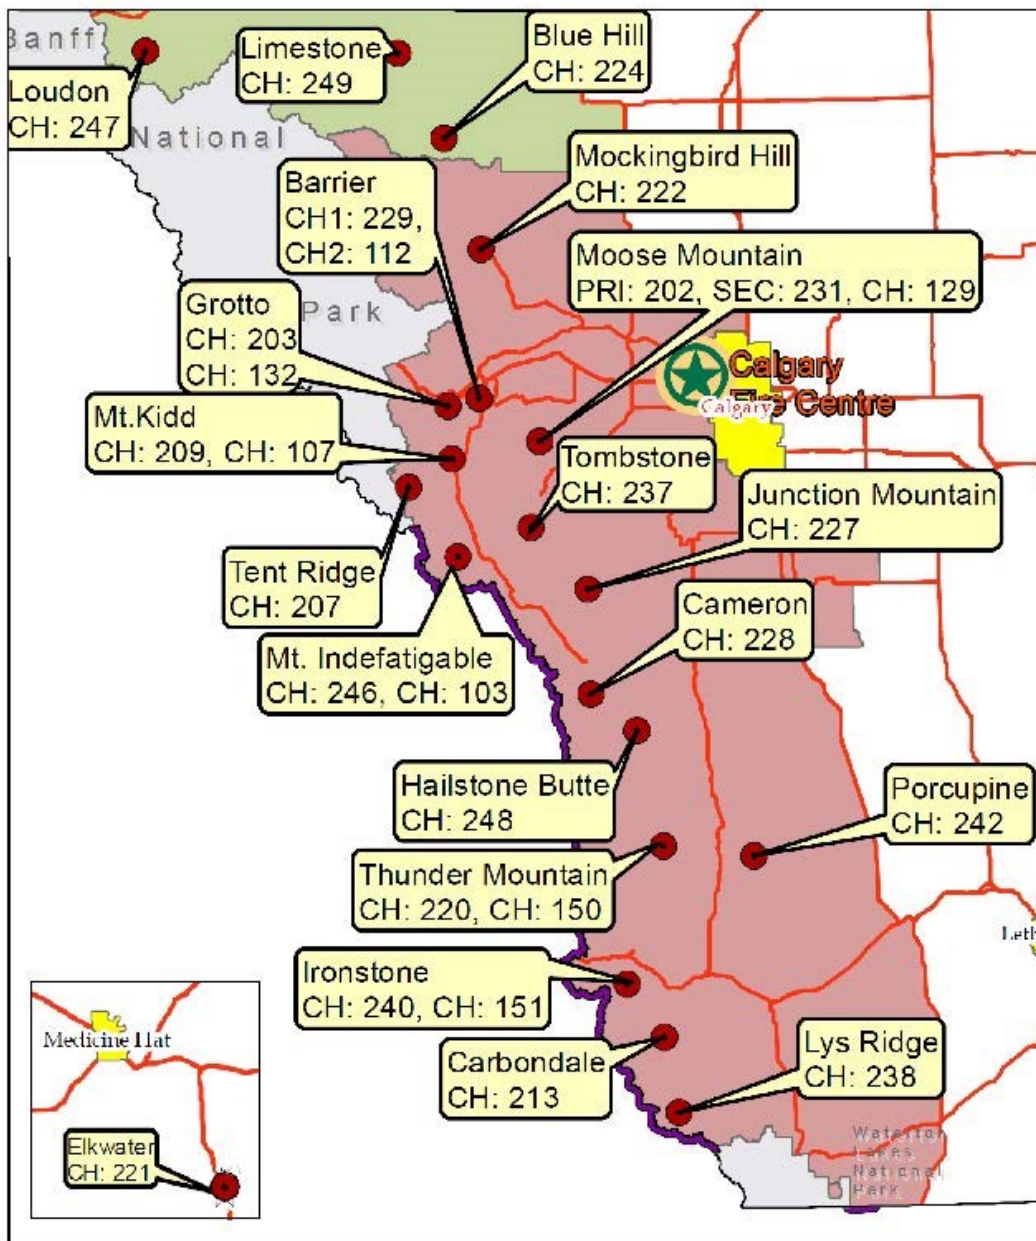 Banff
Loudon
CH: 247
Limestone
CH: 249
Blue Hill
CH: 224
National
Mockingbird Hill
CH: 222
Barrier
CH1: 229,
CH2: 112
Moose Mountain
PRI: 202, SEC: 231, CH: 129
Park
Grotto
CH: 203
CH: 132
Calgary
Fire Centre
Calgary
Mt.Kidd
CH: 209, CH: 107
Tombstone
CH: 237
Junction Mountain
CH: 227
Tent Ridge
CH: 207
Cameron
CH: 228
Mt. Indefatigable
CH: 246, CH: 103
Hailstone Butte
CH: 248
Porcupine
CH: 242
Thunder Mountain
CH: 220, CH: 150
Leth
Ironstone
CH: 240, CH: 151
Medicine Hat
Carbondale
CH: 213
Lys Ridge
CH: 238
Elkwater
CH: 221
Waterton
Lakes
National
Park